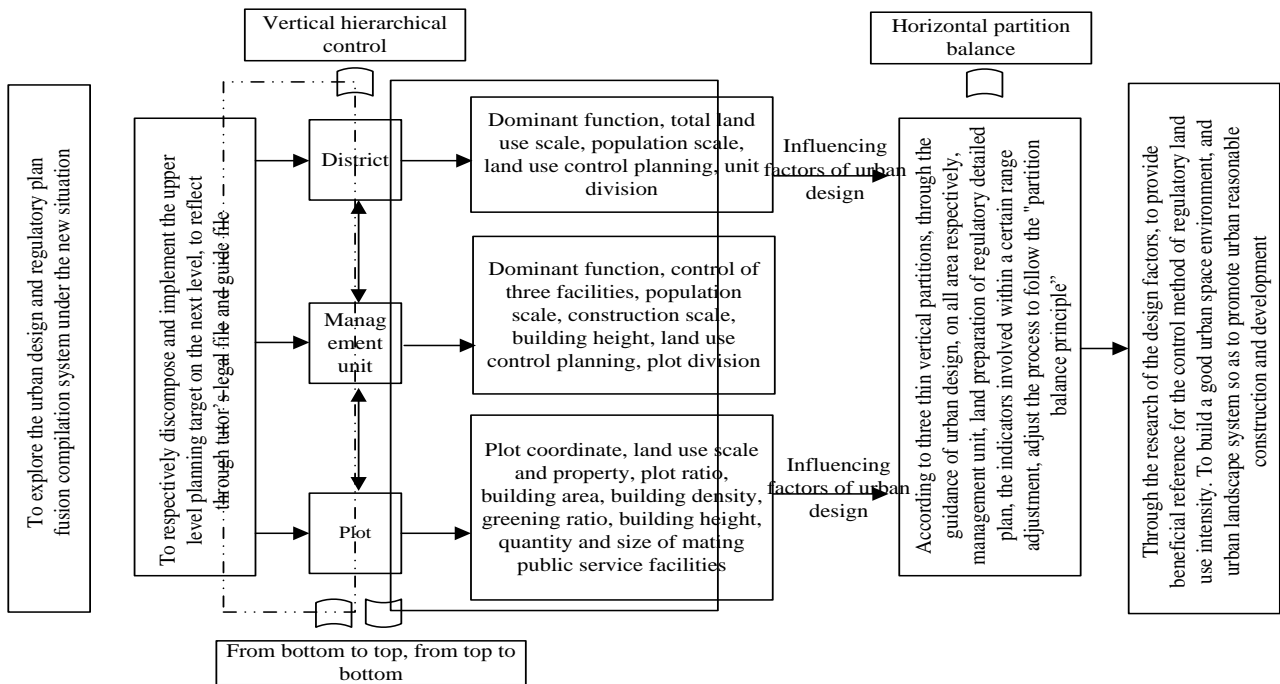 Vertical hierarchical
control
Horizontal partition
balance
To explore the urban design and regulatory plan
fusion compilation system under the new situation
To respectively discompose and implement the upper
level planning target on the next level, to reflect
through tutor's legal file and guide file
District
Manag
ement
unit
Plot
Dominant function, total land
use scale, population scale,
land use control planning, unit
division
Dominant function, control of
three facilities, population
scale, construction scale,
building height, land use
control planning, plot division
Plot coordinate, land use scale
and property, plot ratio,
building area, building density,
greening ratio, building height,
quantity and size of mating
public service facilities
Influencing
factors of urban
design
Influencing
factors of urban
design
According to three thin vertical partitions, through the
guidance of urban design, on all area respectively,
management unit, land preparation of regulatory detailed
plan, the indicators involved within a certain range
adjustment, adjust the process to follow the "partition
balance principle”
Through the research of the design factors, to provide
beneficial reference for the control method of regulatory land
use intensity. To build a good urban space environment, and
urban landscape system so as to promote urban reasonable
construction and development
From bottom to top, from top to
bottom